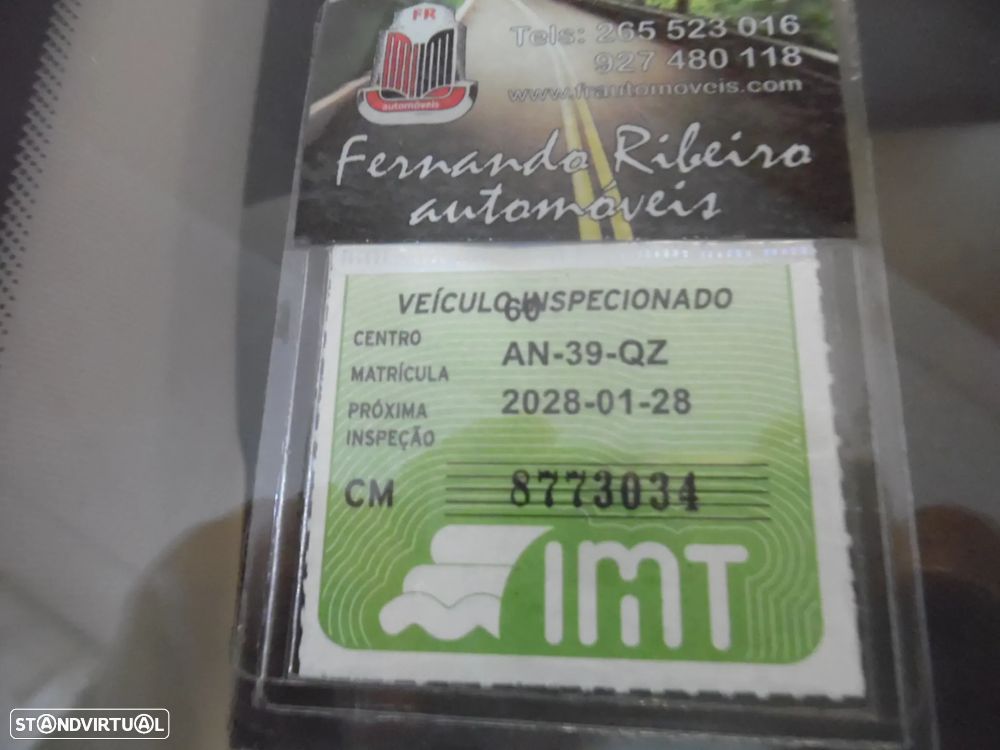 FR
automóveis
Tels: 265 523 016
927 480 118
www.frautomoveis.com
Fernando Ribeiro
automóveis
VEÍCULO INSPECIONADO
60
CENTRO
AN-39-QZ
MATRÍCULA
PRÓXIMA 2028-01-28
INSPEÇÃO
CM 8773034
IMT
STANDVIRTUAL